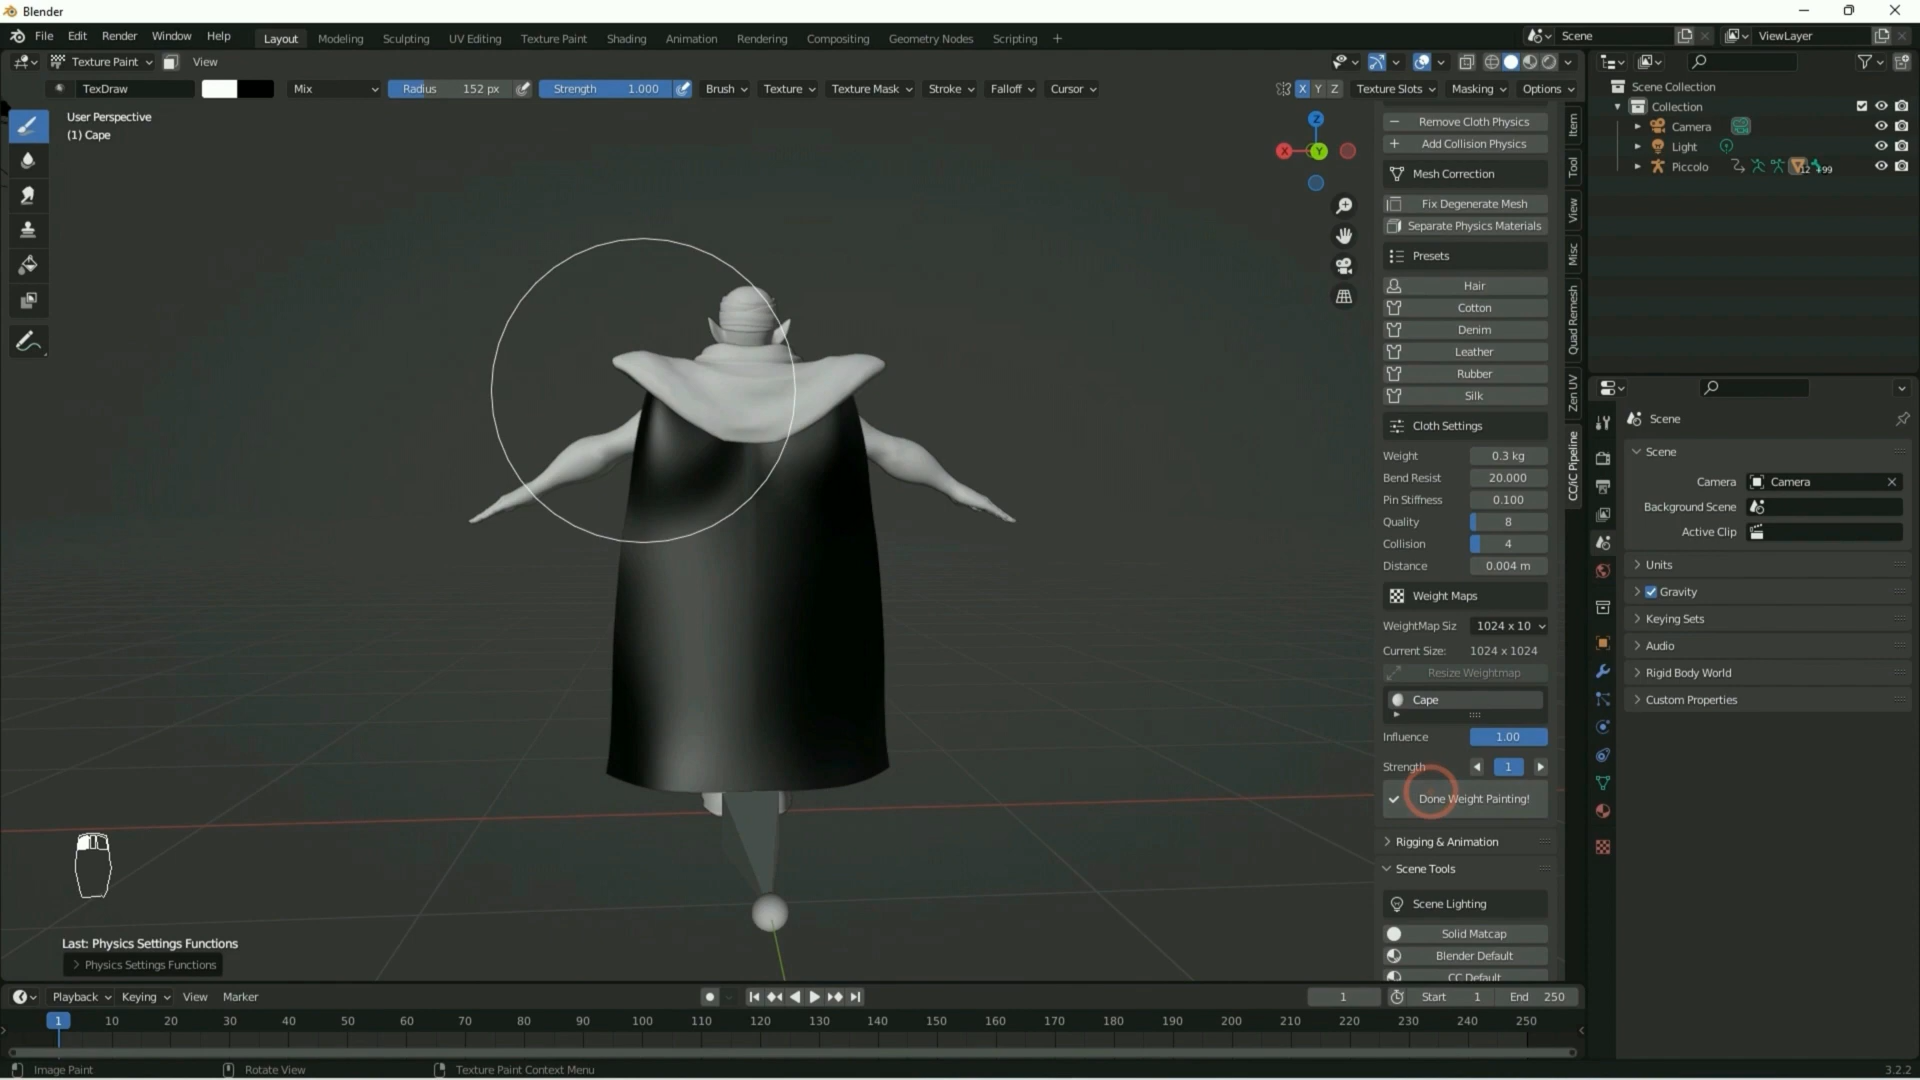 Blender
File Edit Render Window Help
Layout Modeling Sculpting UV Editing Texture Paint Shading Animation Rendering Compositing Geometry Nodes Scripting +
Scene
ViewLayer
Texture Paint View
TexDraw
Mix
Radius 152 px
Strength 1.000
Brush Texture Texture Mask Stroke Falloff Cursor
X Y Z
Texture Slots Masking Options
User Perspective
(1) Cape
Z
X
Y
Remove Cloth Physics
Add Collision Physics
Mesh Correction
Fix Degenerate Mesh
Separate Physics Materials
Presets
Hair
Cotton
Denim
Leather
Rubber
Silk
Cloth Settings
Weight 0.3 kg
Bend Resist 20.000
Pin Stiffness 0.100
Quality 8
Collision 4
Distance 0.004 m
Weight Maps
WeightMap Siz 1024 x 10
Current Size: 1024 x 1024
Resize Weightmap
Cape
Influence 1.00
Strength 1
Done Weight Painting!
Rigging & Animation
Scene Tools
Scene Lighting
Solid Matcap
Blender Default
CC Default
Item
Tool
View
Misc
Quad Remesh
Zen UV
CC/iC Pipeline
Scene Collection
Collection
Camera
Light
Piccolo 12 99
Scene
Scene
Camera Camera
Background Scene
Active Clip
Units
Gravity
Keying Sets
Audio
Rigid Body World
Custom Properties
Last: Physics Settings Functions
Physics Settings Functions
Playback Keying View Marker
1
Start 1
End 250
1 10 20 30 40 50 60 70 80 90 100 110 120 130 140 150 160 170 180 190 200 210 220 230 240 250
Image Paint
Rotate View
Texture Paint Context Menu
3.2.2